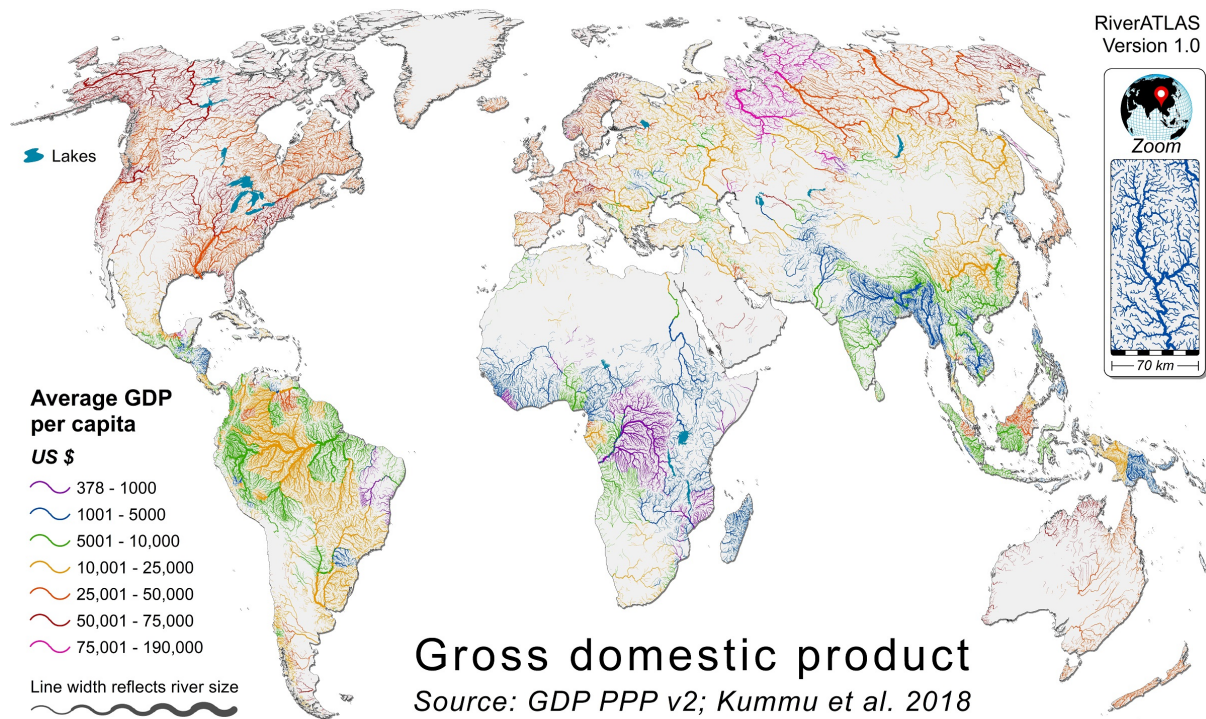 RiverATLAS
Version 1.0
Zoom
70 km
Lakes
Average GDP
per capita
US $
378 - 1000
1001 - 5000
5001 - 10,000
10,001 - 25,000
25,001 - 50,000
50,001 - 75,000
75,001 - 190,000
Line width reflects river size
Gross domestic product
Source: GDP PPP v2; Kummu et al. 2018